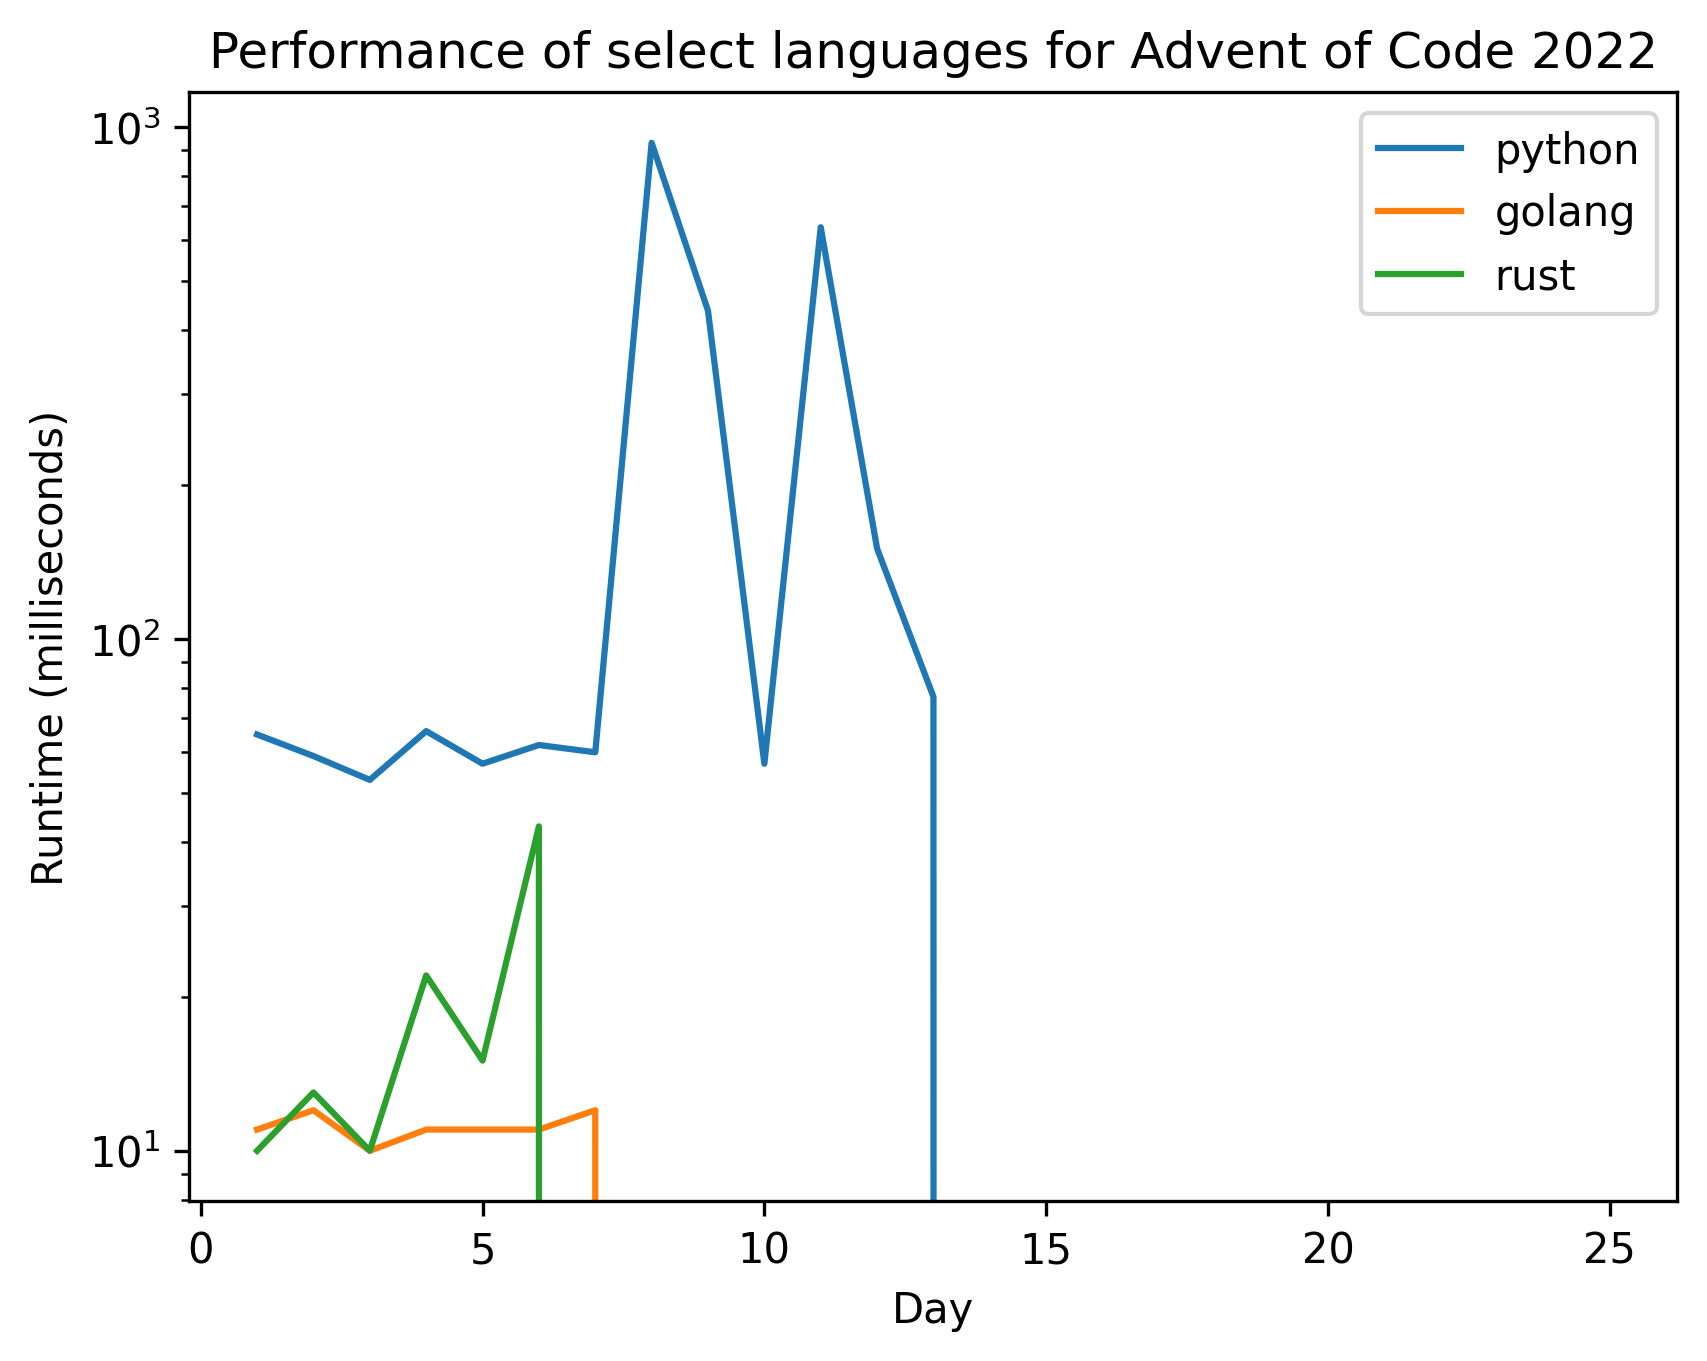 Performance of select languages for Advent of Code 2022
10³
10²
10¹
Runtime (milliseconds)
python
golang
rust
0 5 10 15 20 25
Day